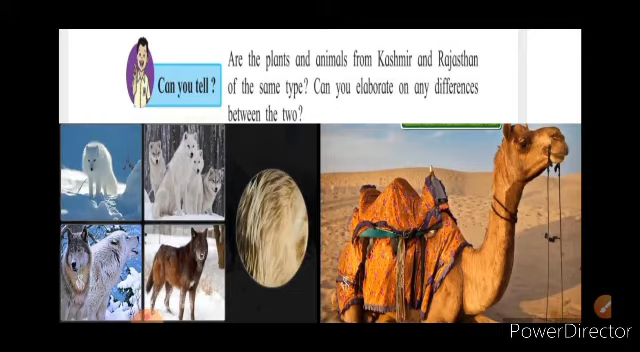 Are the plants and animals from Kashmir and Rajasthan
Can you tell ?
of the same type? Can you elaborate on any differences
between the two?
PowerDirector